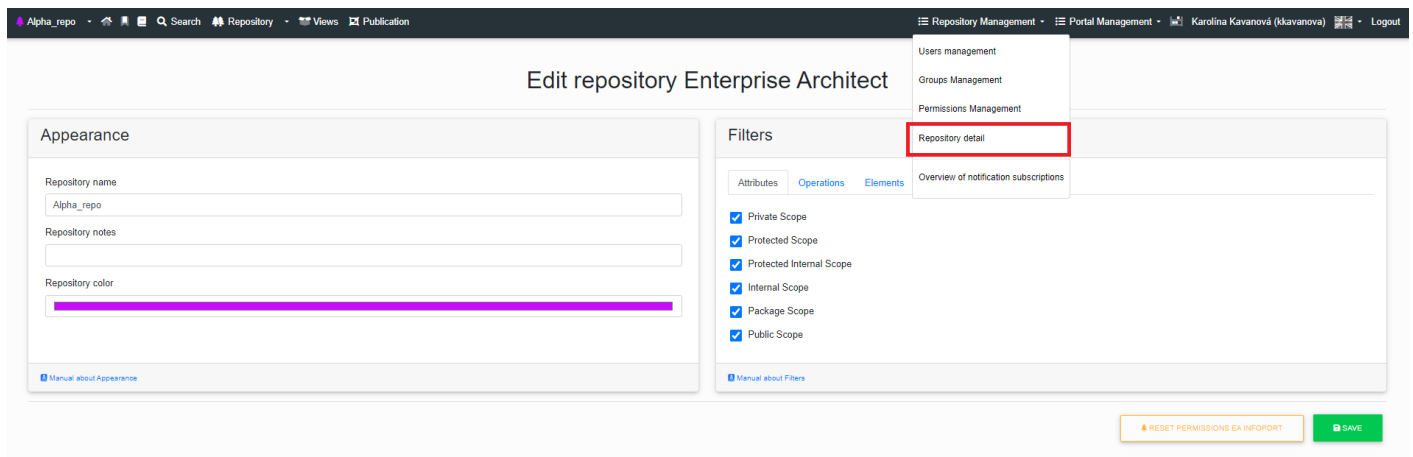 Alpha_repo Search Repository Views Publication Repository Management Portal Management Karolína Kavanová (kkavanova) Logout
Users management
Groups Management
Permissions Management
Repository detail
Overview of notification subscriptions
Edit repository Enterprise Architect
Appearance
Repository name
Alpha_repo
Repository notes
Repository color
Manual about Appearance
Filters
Attributes Operations Elements
Private Scope
Protected Scope
Protected Internal Scope
Internal Scope
Package Scope
Public Scope
Manual about Filters
RESET PERMISSIONS EA INFOPORT SAVE